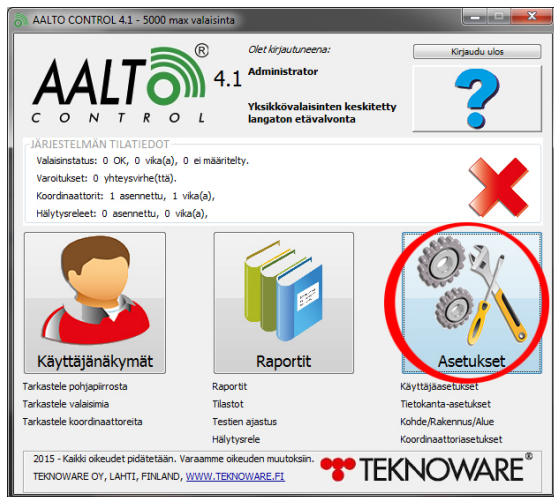 AALTO CONTROL 4.1 - 5000 max valaisinta
AALTO®
CONTROL
4.1
Olet kirjautuneena:
Administrator
Yksikkövalaisinten keskitetty
langaton etävalvonta
Kirjaudu ulos
?
JÄRJESTELMÄN TILATIEDOT
Valaisinstatus: 0 OK, 0 vika(a), 0 ei määritelty.
Varoitukset: 0 yhteysvirhe(ttä).
Koordinaattorit: 1 asennettu, 1 vika(a),
Hälytysreleet: 0 asennettu, 0 vika(a),
Käyttäjänäkymät
Raportit
Asetukset
Tarkastele pohjapiirrosta
Tarkastele valaisimia
Tarkastele koordinaattoreita
Raportit
Tilastot
Testien ajastus
Hälytysrele
Käyttäjäasetukset
Tietokanta-asetukset
Kohde/Rakennus/Alue
Koordinaattoriasetukset
2015 - Kaikki oikeudet pidätetään. Varaamme oikeuden muutoksiin.
TEKNOWARE OY, LAHTI, FINLAND, WWW.TEKNOWARE.FI
TEKNOWARE®